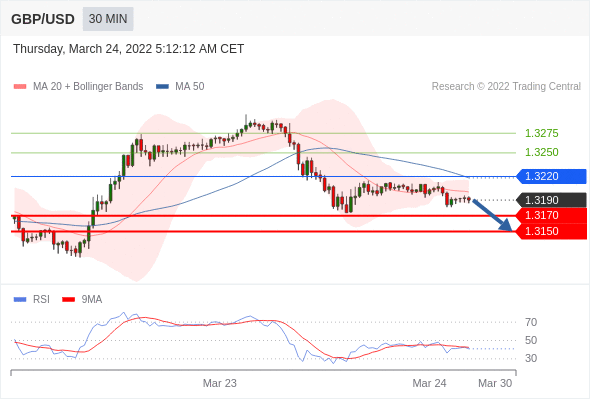 GBP/USD 30 MIN
Thursday, March 24, 2022 5:12:12 AM CET
MA 20 + Bollinger Bands MA 50 Research © 2022 Trading Central
1.3275
1.3250
1.3220
1.3190
1.3170
1.3150
RSI 9MA
70
50
30
Mar 23 Mar 24 Mar 30